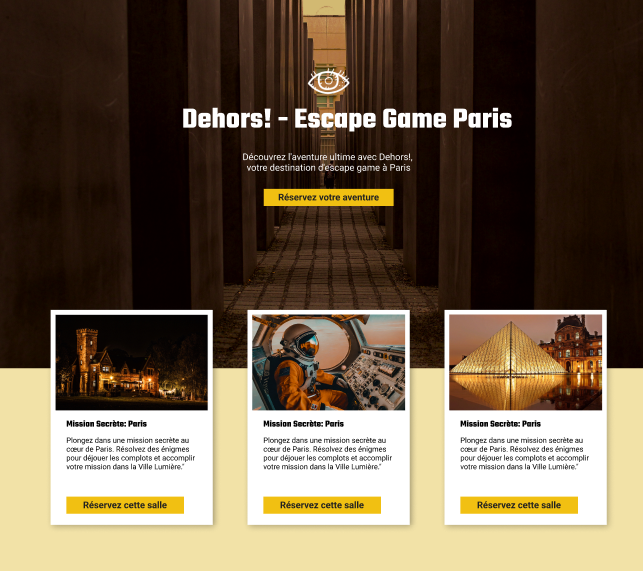 Dehors! - Escape Game Paris
Découvrez l'aventure ultime avec Dehors!,
votre destination d'escape game à Paris
Réservez votre aventure
Mission Secrète: Paris
Plongez dans une mission secrète au
cœur de Paris. Résolvez des énigmes
pour déjouer les complots et accomplir
votre mission dans la Ville Lumière."
Réservez cette salle
Mission Secrète: Paris
Plongez dans une mission secrète au
cœur de Paris. Résolvez des énigmes
pour déjouer les complots et accomplir
votre mission dans la Ville Lumière."
Réservez cette salle
Mission Secrète: Paris
Plongez dans une mission secrète au
cœur de Paris. Résolvez des énigmes
pour déjouer les complots et accomplir
votre mission dans la Ville Lumière."
Réservez cette salle